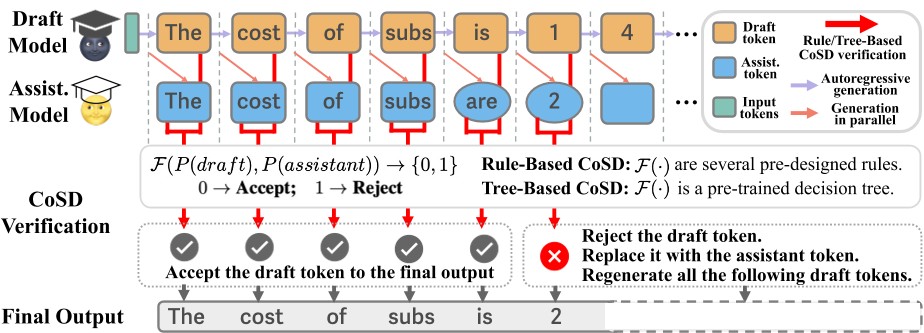 Draft Model
The cost of subs is 1 4 ...
Assist. Model
The cost of subs are 2 ...
Draft token
Assist. token
Input tokens
Rule/Tree-Based CoSD verification
Autoregressive generation
Generation in parallel
CoSD Verification
F(P(draft), P(assistant)) → {0, 1}
0 → Accept; 1 → Reject
Rule-Based CoSD: F(·) are several pre-designed rules.
Tree-Based CoSD: F(·) is a pre-trained decision tree.
Accept the draft token to the final output
Reject the draft token.
Replace it with the assistant token.
Regenerate all the following draft tokens.
Final Output
The cost of subs is 2